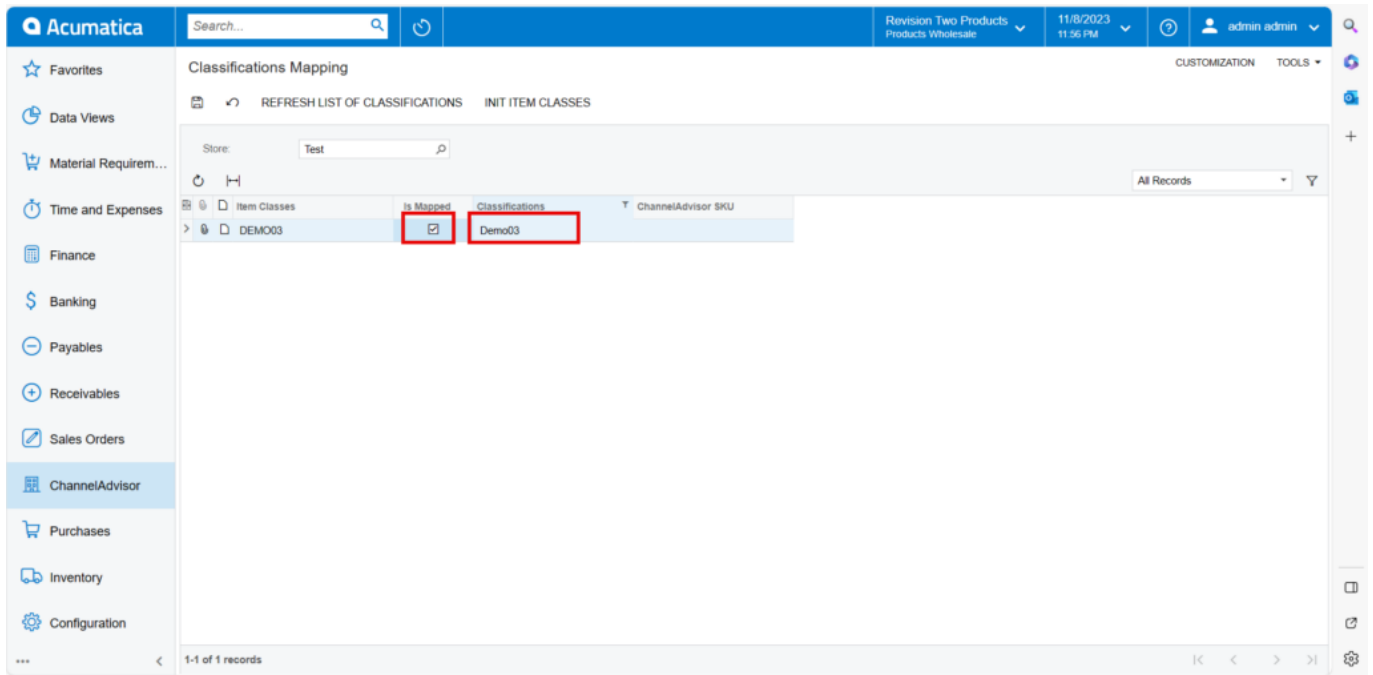 Acumatica
Search...
Revision Two Products
Products Wholesale
11/8/2023
11:56 PM
admin admin
Favorites
Data Views
Material Requirem...
Time and Expenses
Finance
Banking
Payables
Receivables
Sales Orders
ChannelAdvisor
Purchases
Inventory
Configuration
Classifications Mapping
CUSTOMIZATION TOOLS
REFRESH LIST OF CLASSIFICATIONS INIT ITEM CLASSES
Store: Test
All Records
Item Classes Is Mapped Classifications ChannelAdvisor SKU
DEMO03 Demo03
1-1 of 1 records